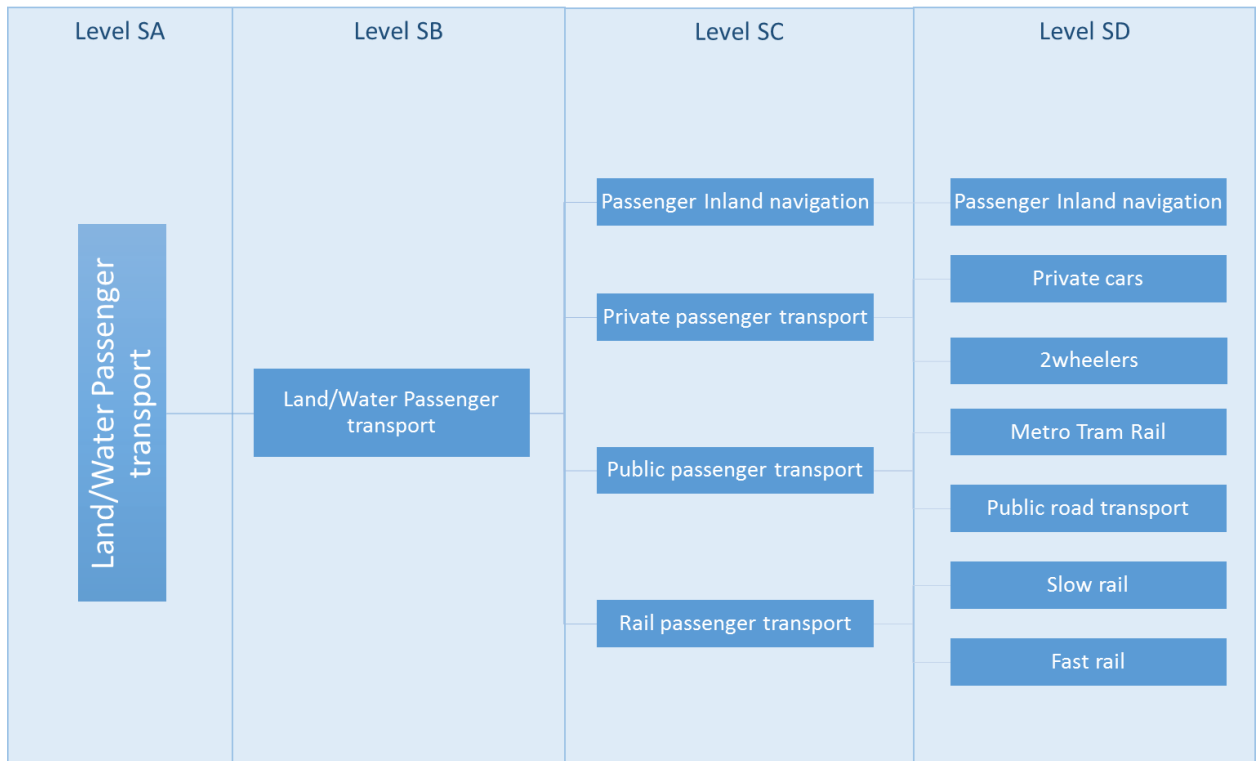 Level SA
Level SB
Level SC
Level SD
Land/Water Passenger
transport
Land/Water Passenger
transport
Passenger Inland navigation
Private passenger transport
Public passenger transport
Rail passenger transport
Passenger Inland navigation
Private cars
2wheelers
Metro Tram Rail
Public road transport
Slow rail
Fast rail